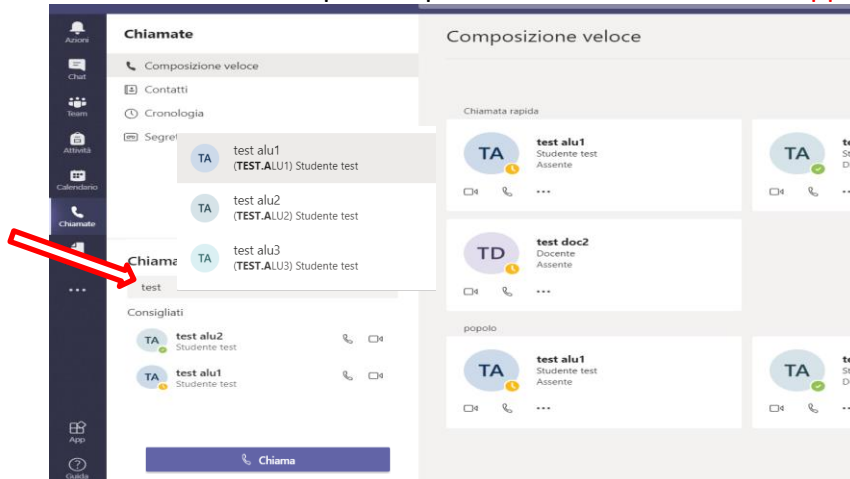 Azioni
Chat
Team
Attività
Calendario
Chiamate
App
Guida
Chiamate
Composizione veloce
Contatti
Cronologia
TA
test alu1
(TEST.ALU1) Studente test
TA
test alu2
(TEST.ALU2) Studente test
TA
test alu3
(TEST.ALU3) Studente test
test
Consigliati
TA
test alu2
Studente test
TA
test alu1
Studente test
Chiama
Composizione veloce
Chiamata rapida
TA
test alu1
Studente test
Assente
TA
TD
test doc2
Docente
Assente
popolo
TA
test alu1
Studente test
Assente
TA